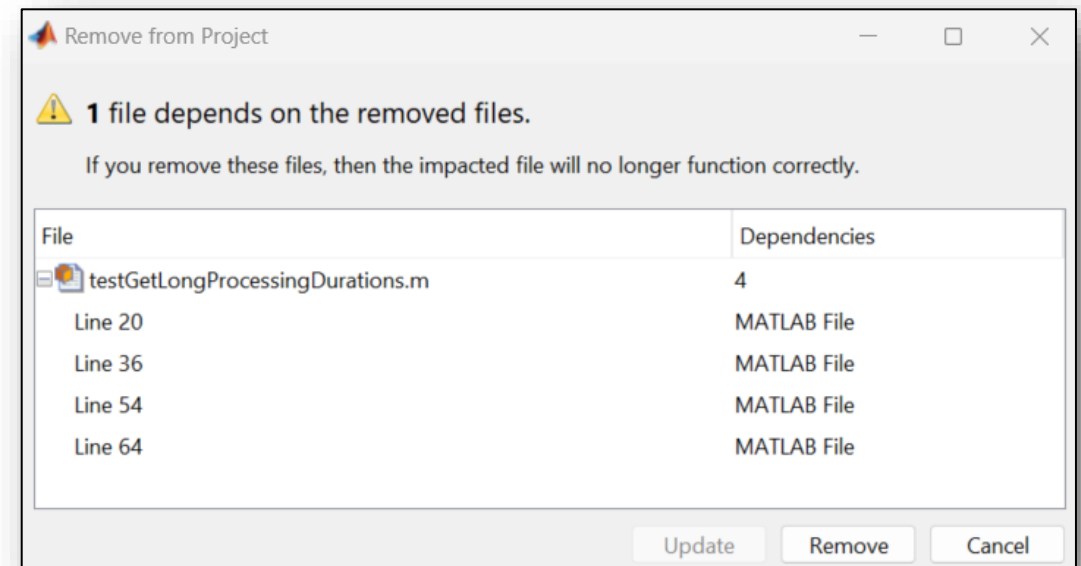 Remove from Project
1 file depends on the removed files.
If you remove these files, then the impacted file will no longer function correctly.
File Dependencies
testGetLongProcessingDurations.m 4
Line 20 MATLAB File
Line 36 MATLAB File
Line 54 MATLAB File
Line 64 MATLAB File
Update Remove Cancel